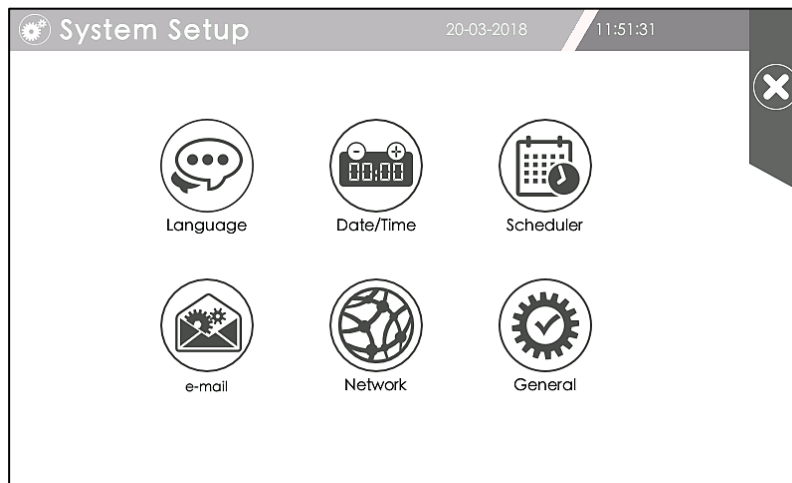 System Setup 20-03-2018 11:51:31
00:00
Language Date/Time Scheduler
e-mail Network General